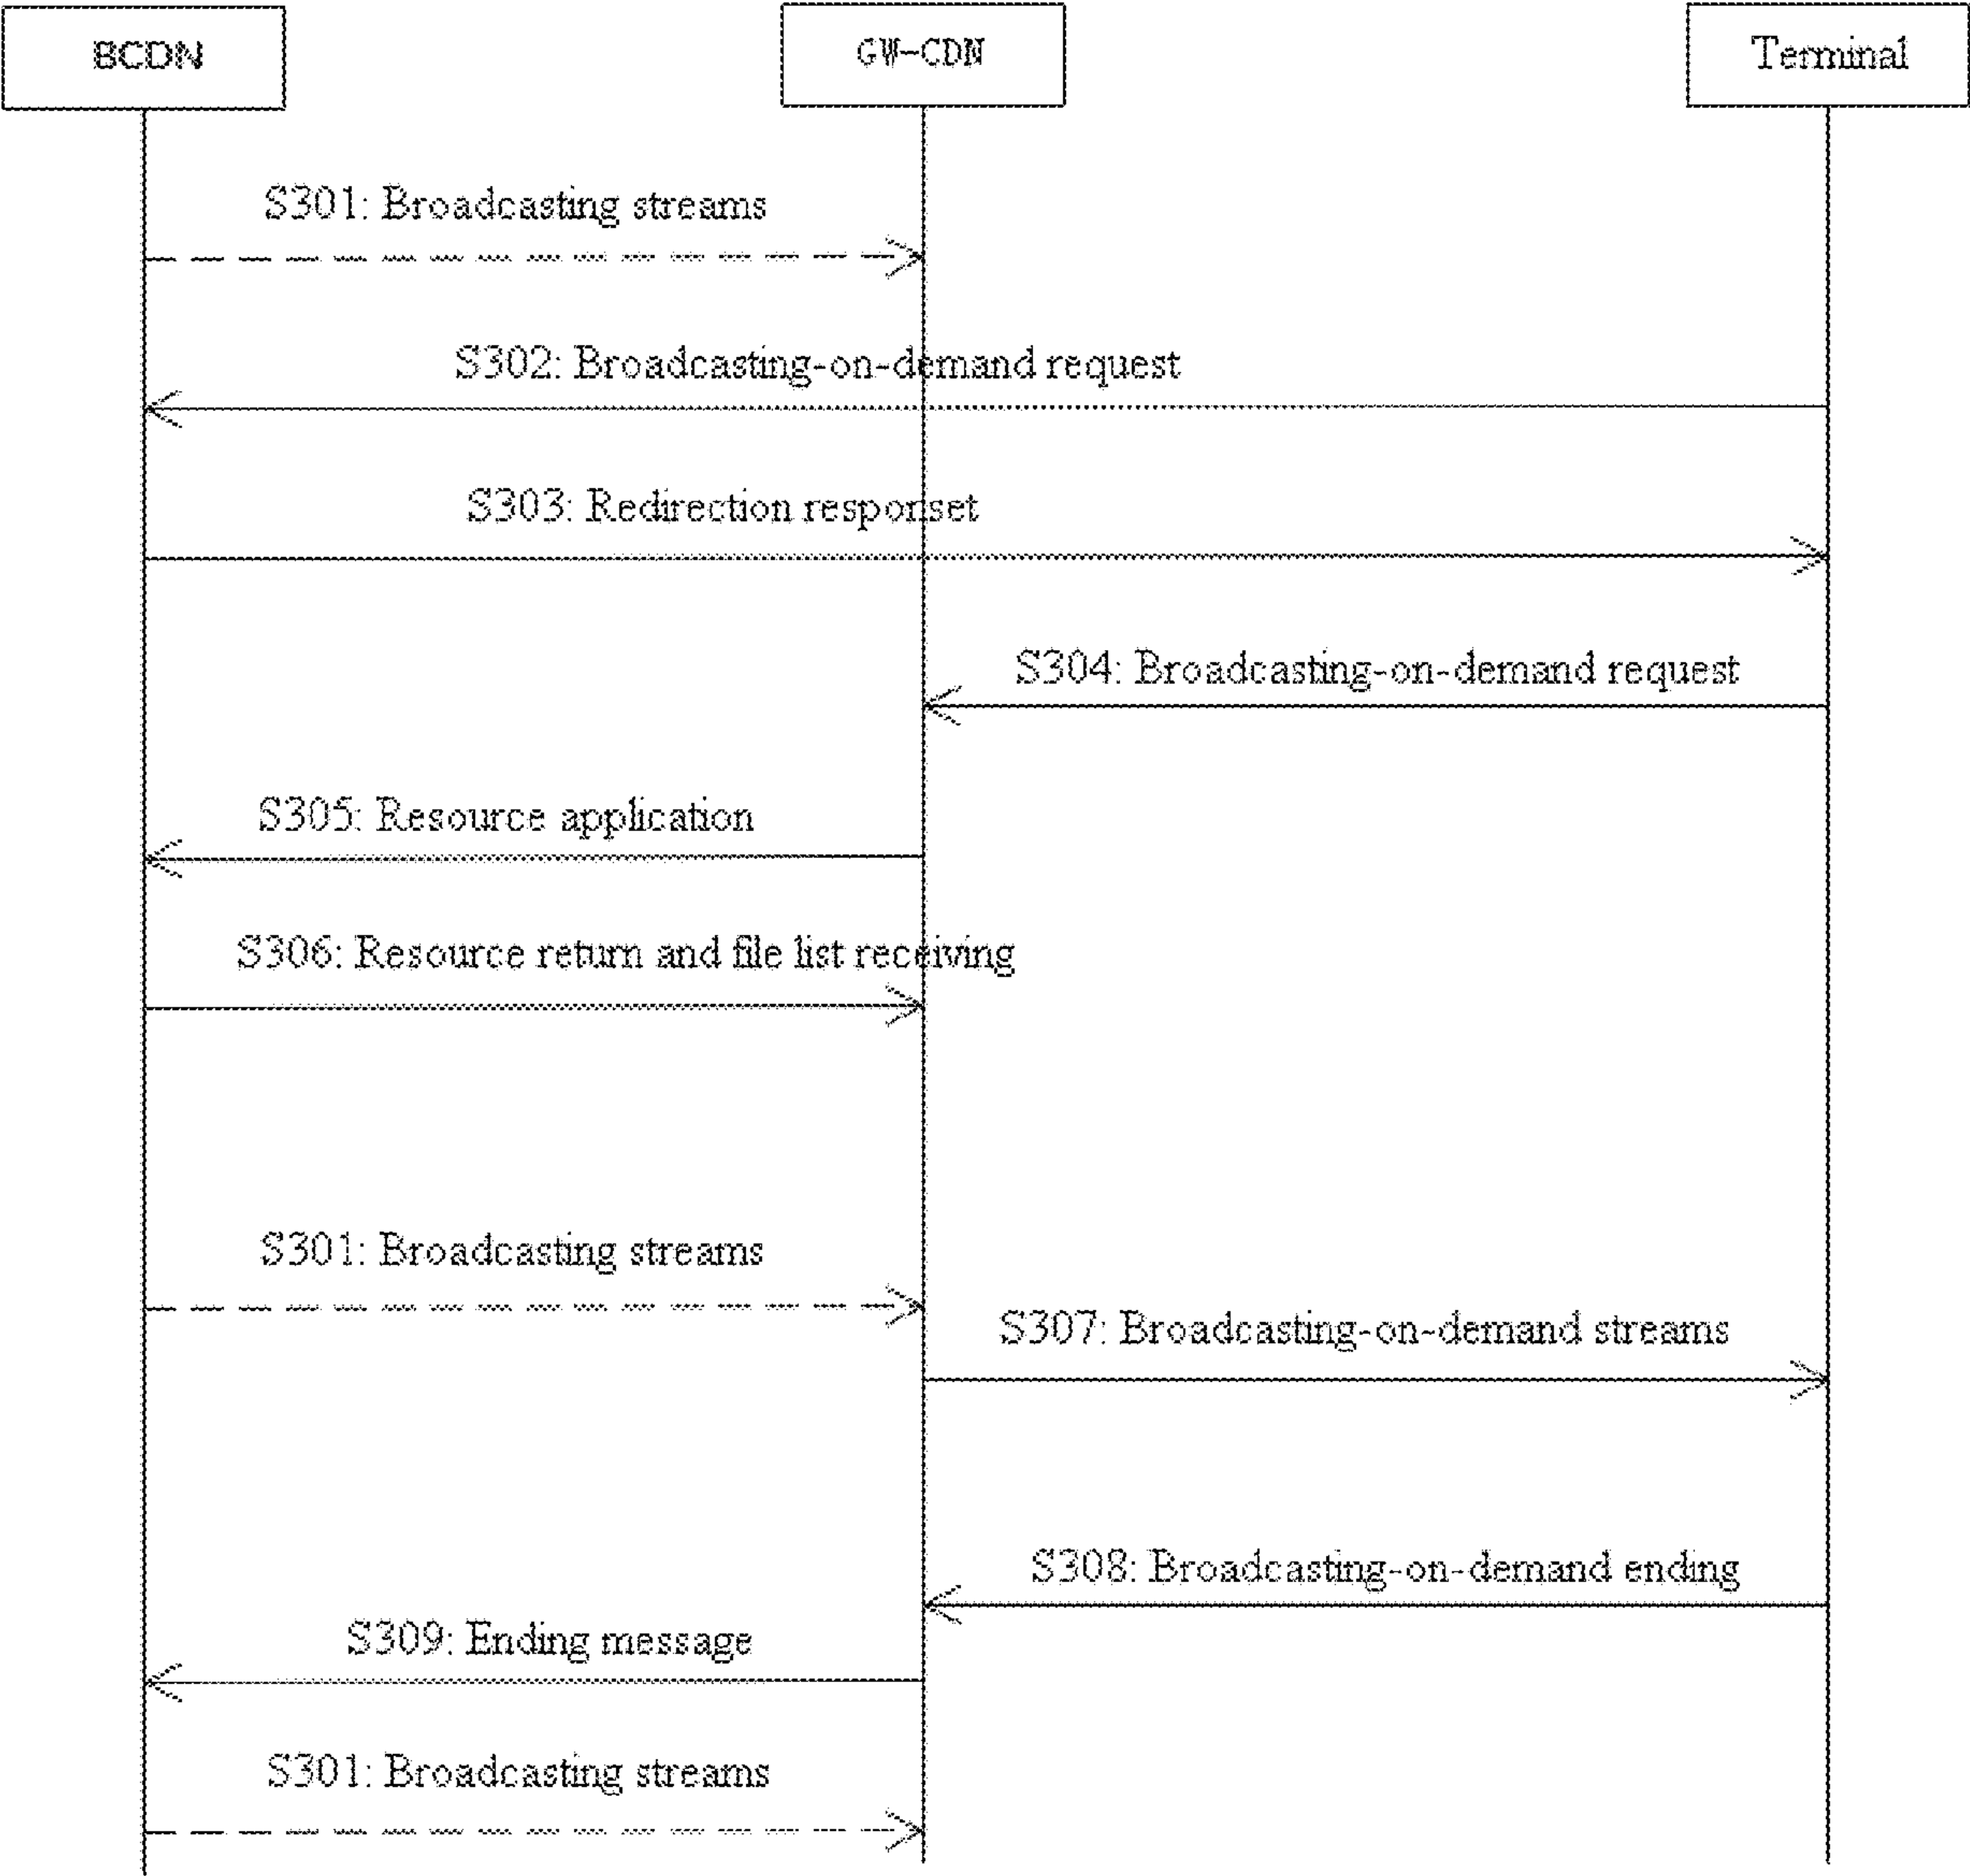 BCDN
GW-CDN
Terminal
S301: Broadcasting streams
S302: Broadcasting-on-demand request
S303: Redirection responset
S304: Broadcasting-on-demand request
S305: Resource application
S306: Resource return and file list receiving
S301: Broadcasting streams
S307: Broadcasting-on-demand streams
S308: Broadcasting-on-demand ending
S309: Ending message
S301: Broadcasting streams